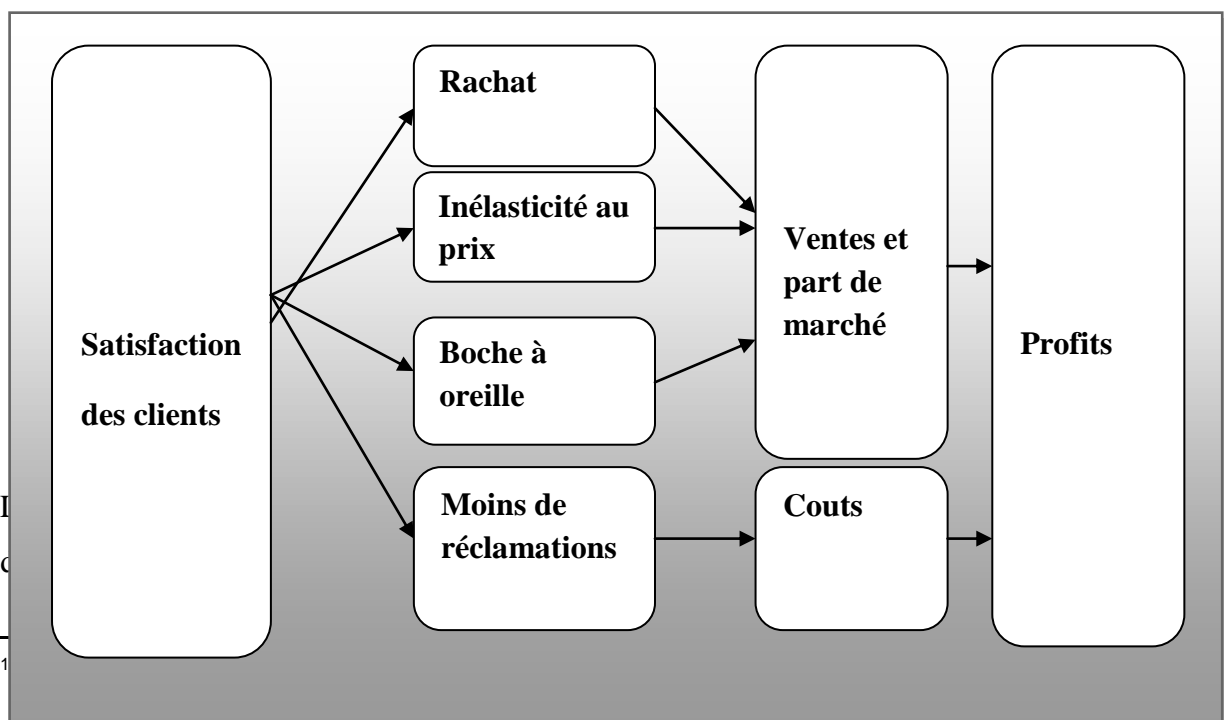 Satisfaction
des clients
Rachat
Inélasticité au
prix
Boche à
oreille
Moins de
réclamations
Ventes et
part de
marché
Couts
Profits
1